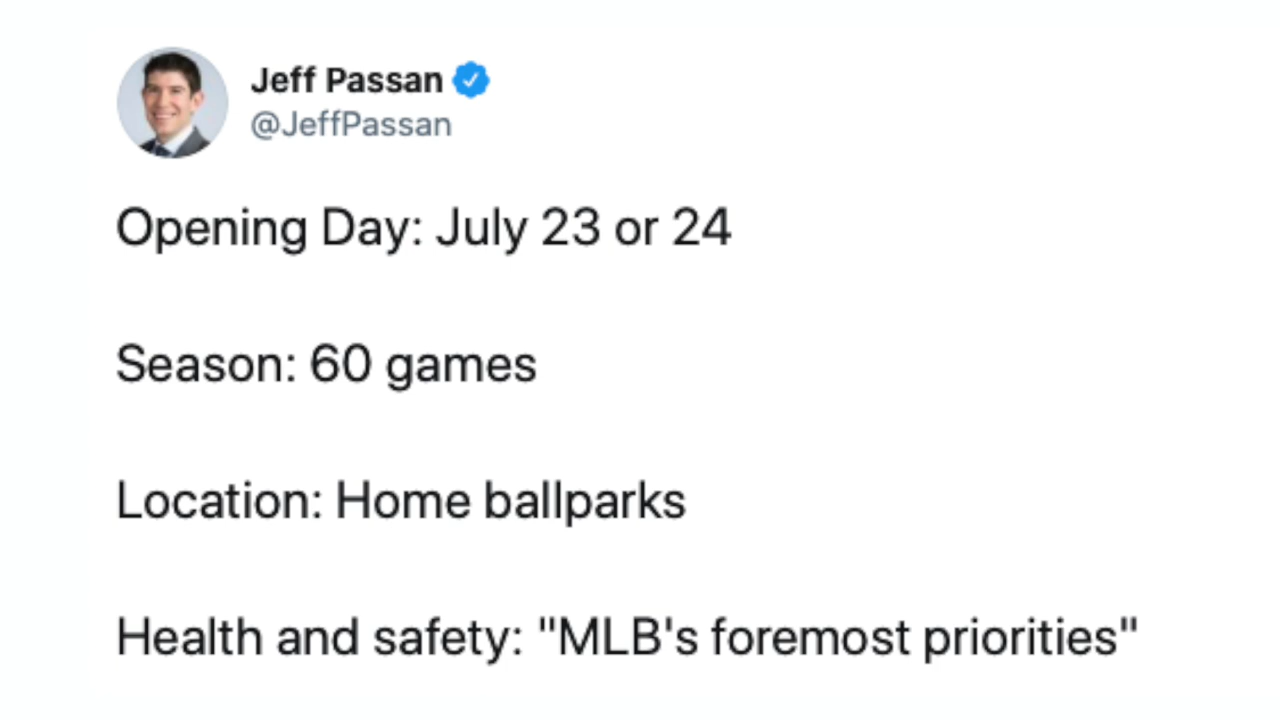 Jeff Passan
@JeffPassan
Opening Day: July 23 or 24
Season: 60 games
Location: Home ballparks
Health and safety: "MLB's foremost priorities"